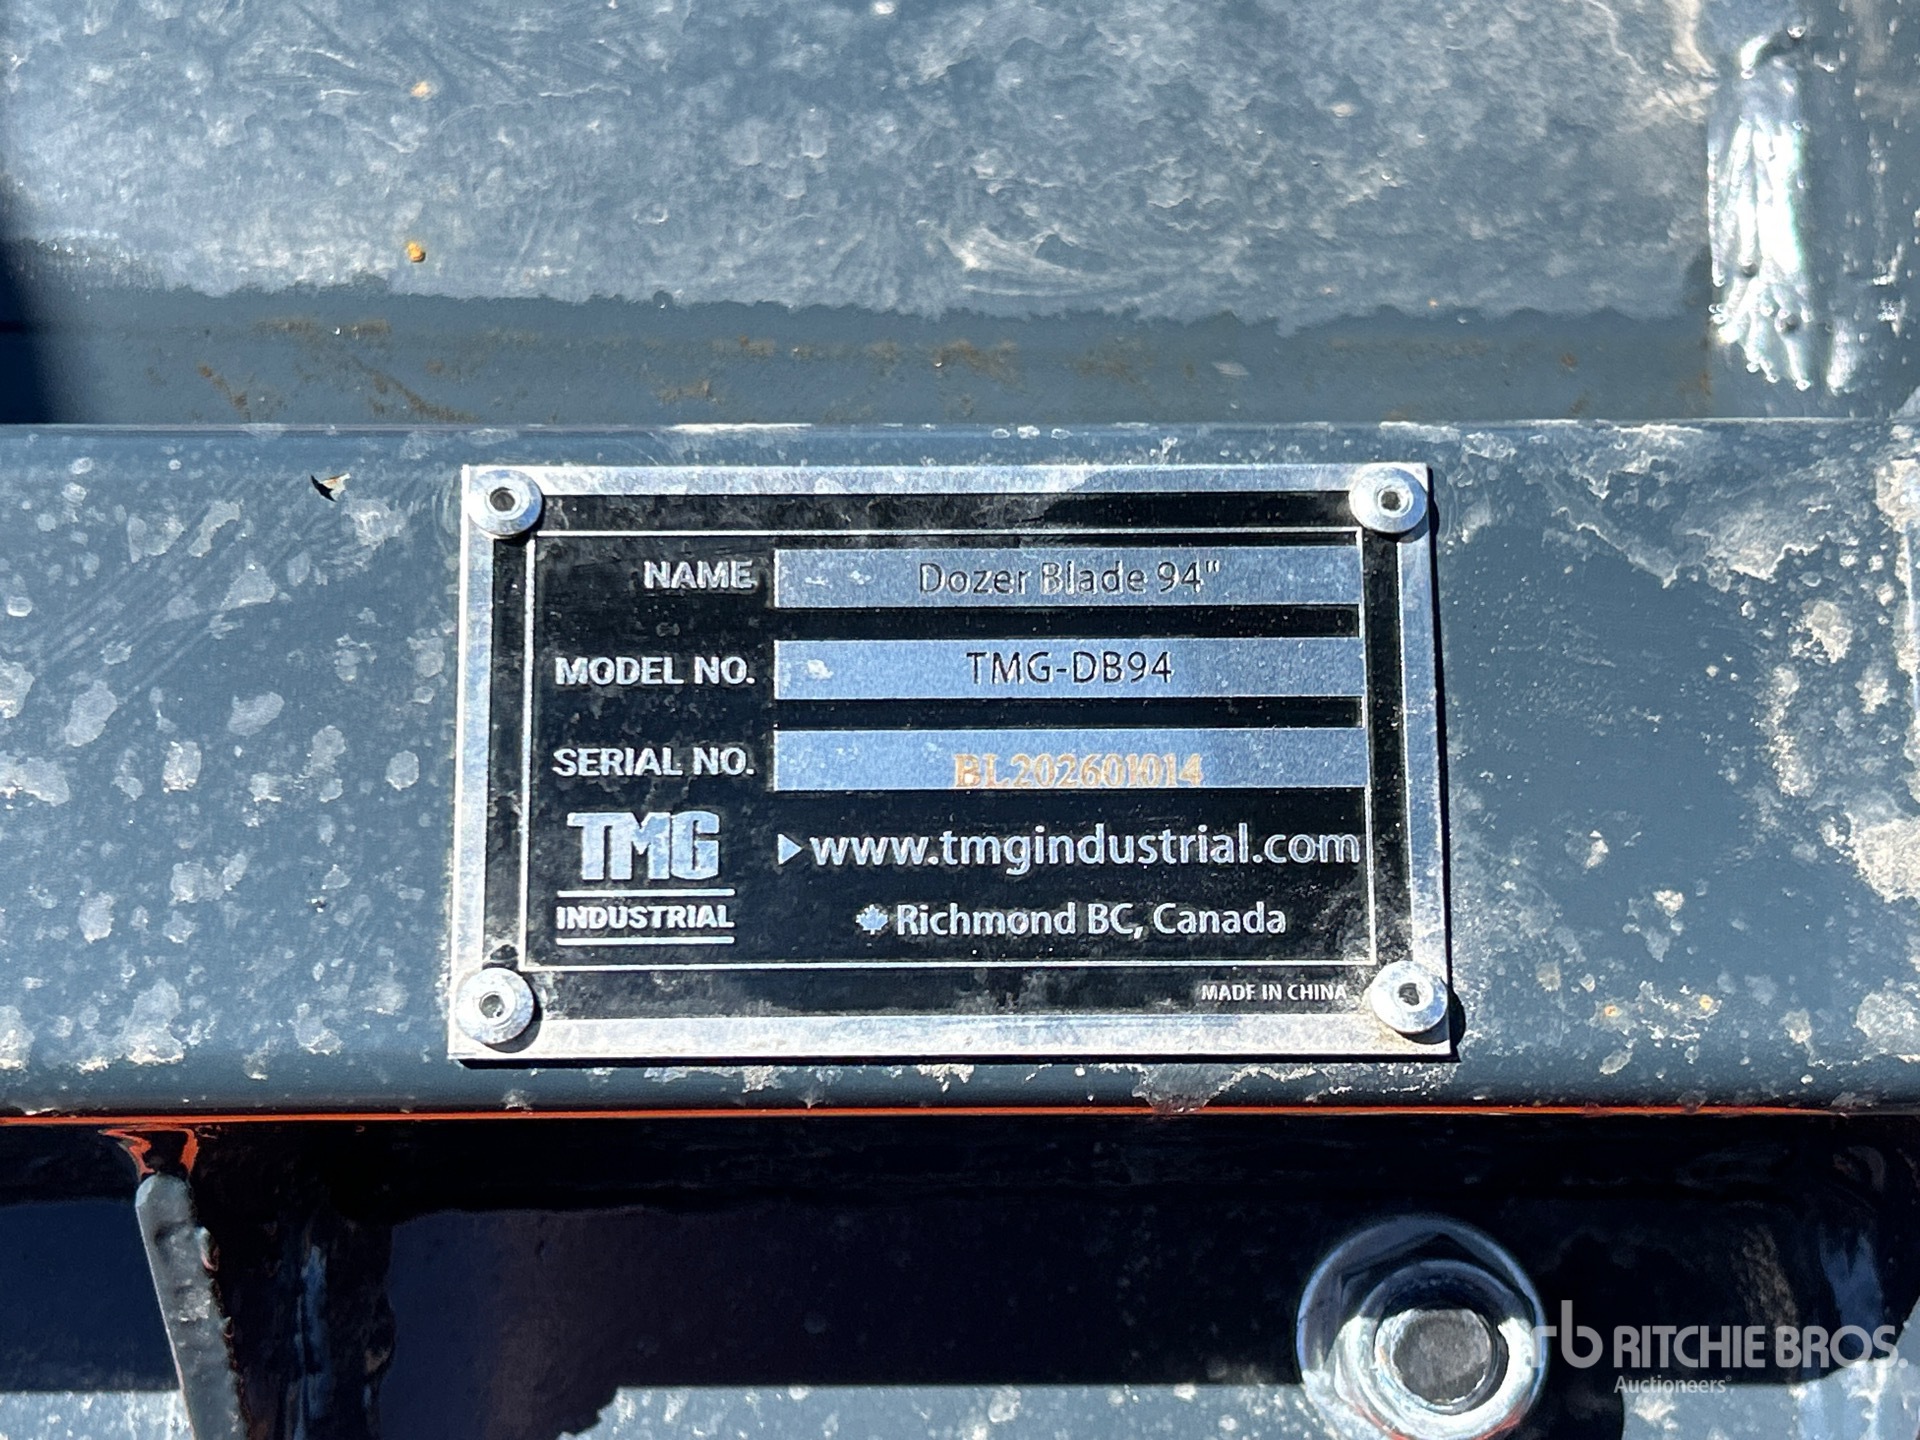 NAME Dozer Blade 94"
MODEL NO. TMG-DB94
SERIAL NO. BL202601014
TMG
INDUSTRIAL
www.tmgindustrial.com
Richmond BC, Canada
MADE IN CHINA
rb RITCHIE BROS.
Auctioneers